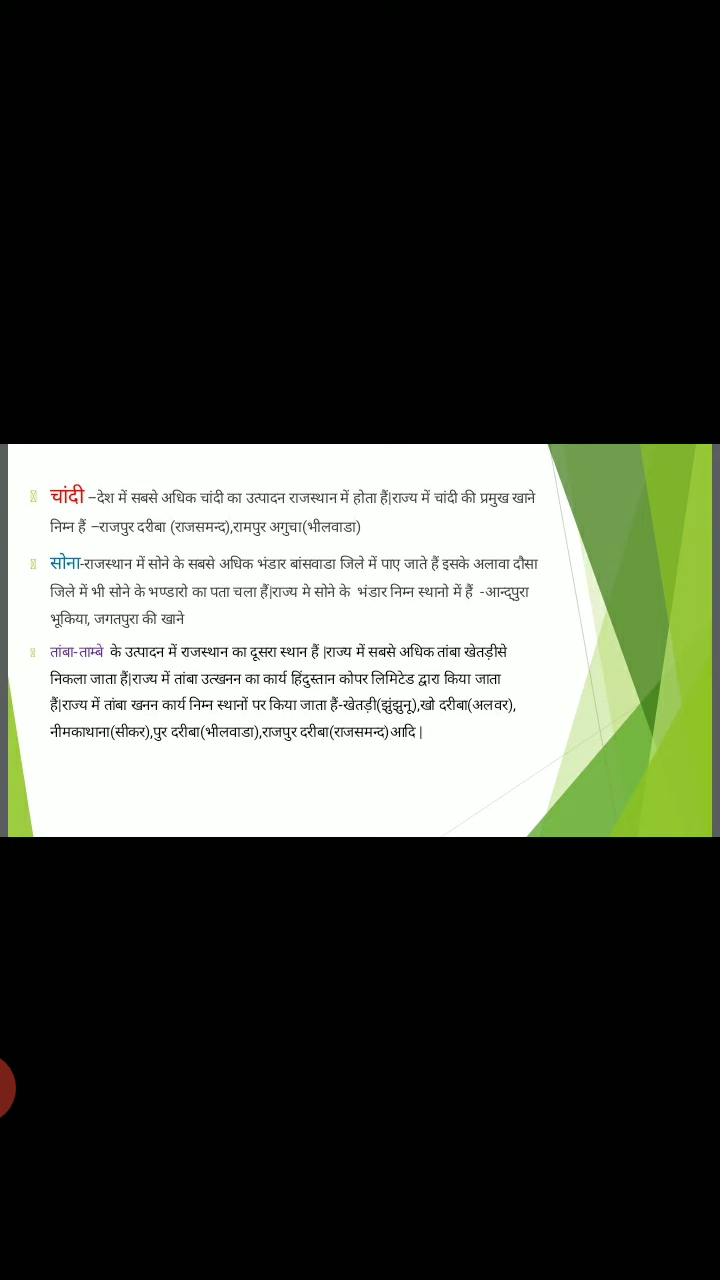 चांदी –देश में सबसे अधिक चांदी का उत्पादन राजस्थान में होता हैं|राज्य में चांदी की प्रमुख खाने
निम्न हैं –राजपुर दरीबा (राजसमन्द),रामपुर अगुचा(भीलवाडा)
सोना-राजस्थान में सोने के सबसे अधिक भंडार बांसवाडा जिले में पाए जाते हैं इसके अलावा दौसा
जिले में भी सोने के भण्डारो का पता चला हैं|राज्य मे सोने के भंडार निम्न स्थानो में हैं -आन्द्पुरा
भूकिया, जगतपुरा की खाने
तांबा-ताम्बे के उत्पादन में राजस्थान का दूसरा स्थान हैं |राज्य में सबसे अधिक तांबा खेतड़ीसे
निकला जाता हैं|राज्य में तांबा उत्खनन का कार्य हिंदुस्तान कोपर लिमिटेड द्वारा किया जाता
हैं|राज्य में तांबा खनन कार्य निम्न स्थानों पर किया जाता हैं-खेतड़ी(झुंझुनू),खो दरीबा(अलवर),
नीमकाथाना(सीकर),पुर दरीबा(भीलवाडा),राजपुर दरीबा(राजसमन्द)आदि |